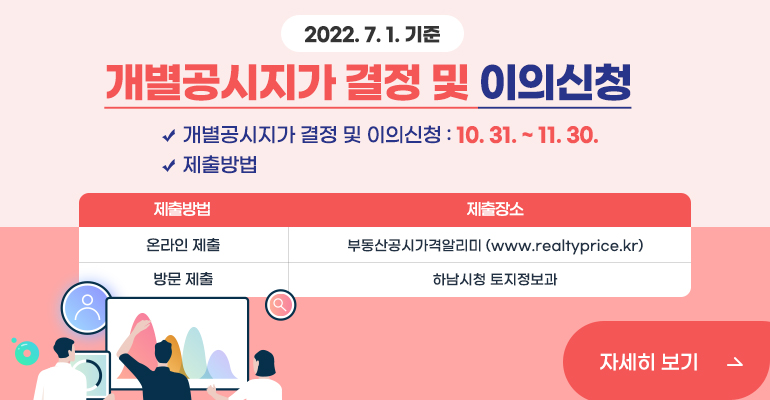 2022. 7. 1. 기준
개별공시지가 결정 및 이의신청
✓ 개별공시지가 결정 및 이의신청 : 10. 31. ~ 11. 30.
✓ 제출방법
제출방법 제출장소
온라인 제출 부동산공시가격알리미 (www.realtyprice.kr)
방문 제출 하남시청 토지정보과
자세히 보기